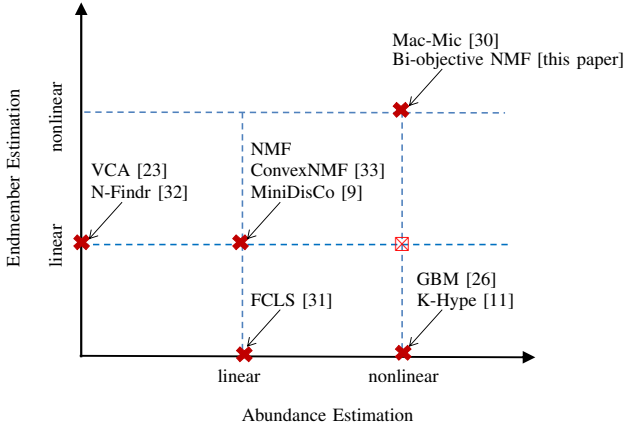 Mac-Mic [30]
Bi-objective NMF [this paper]
Endmember Estimation
nonlinear
linear
NMF
ConvexNMF [33]
MiniDisCo [9]
VCA [23]
N-Findr [32]
FCLS [31]
GBM [26]
K-Hype [11]
linear
nonlinear
Abundance Estimation